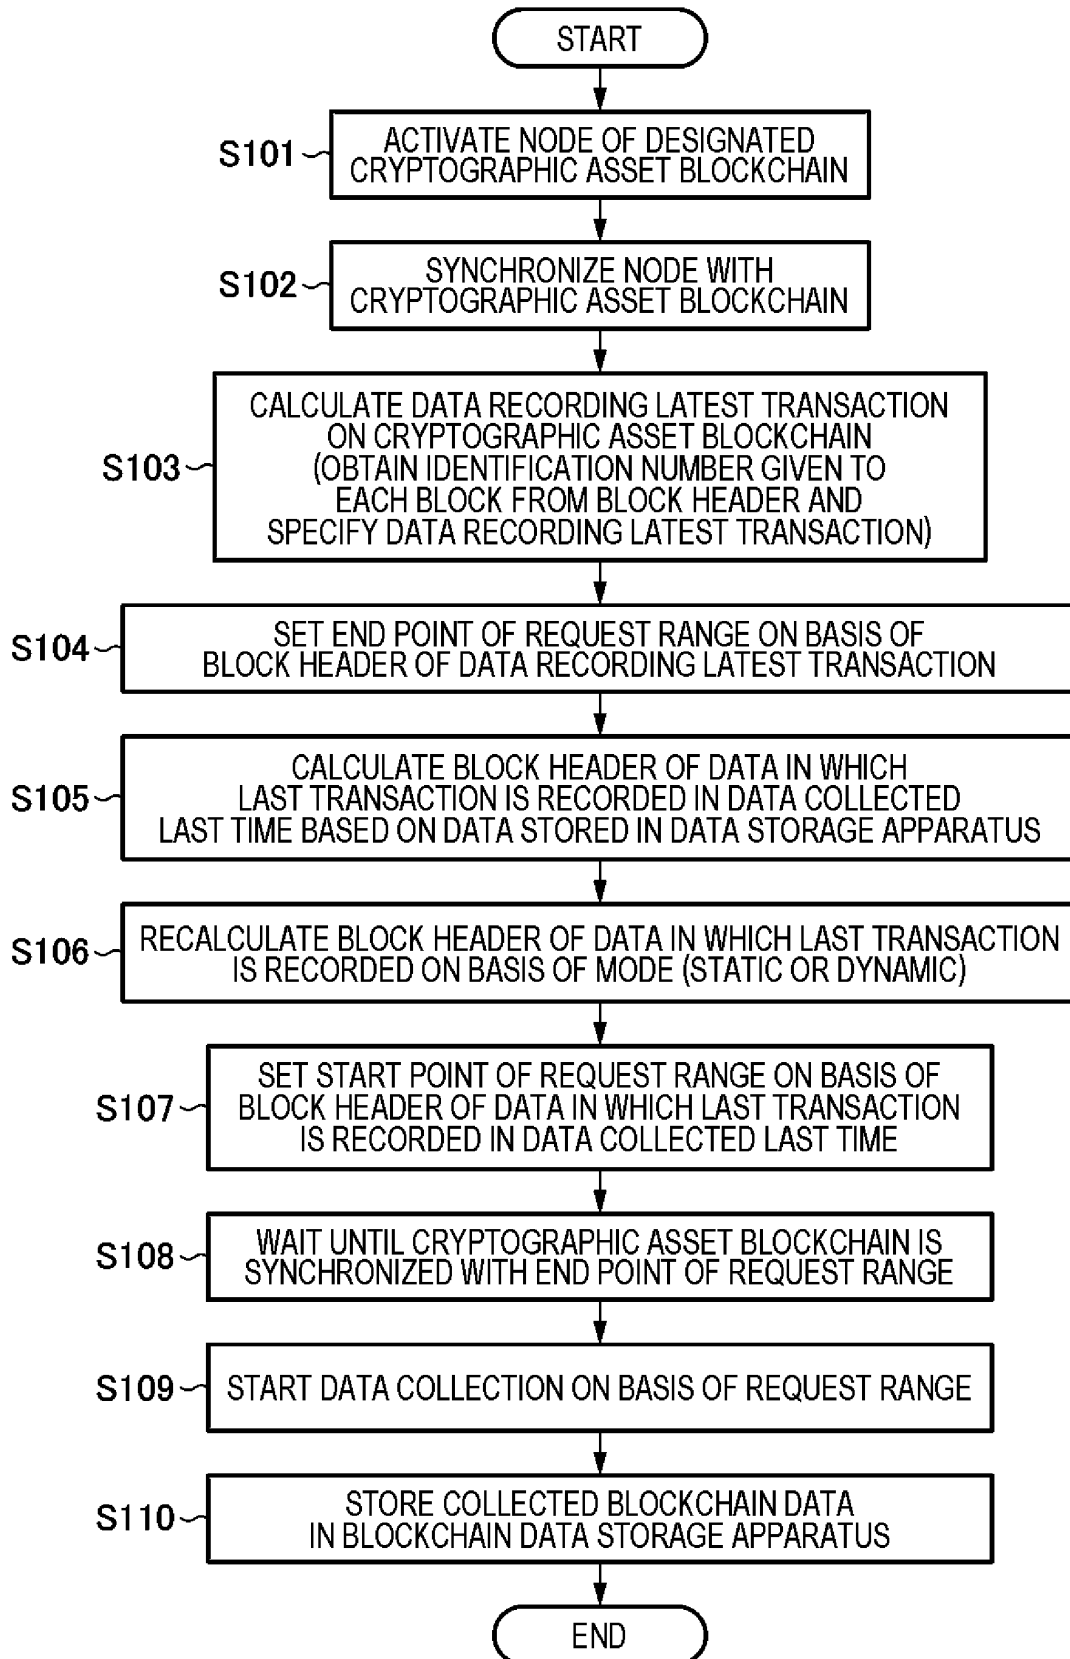 START
S101
ACTIVATE NODE OF DESIGNATED
CRYPTOGRAPHIC ASSET BLOCKCHAIN
S102
SYNCHRONIZE NODE WITH
CRYPTOGRAPHIC ASSET BLOCKCHAIN
S103
CALCULATE DATA RECORDING LATEST TRANSACTION
ON CRYPTOGRAPHIC ASSET BLOCKCHAIN
(OBTAIN IDENTIFICATION NUMBER GIVEN TO
EACH BLOCK FROM BLOCK HEADER AND
SPECIFY DATA RECORDING LATEST TRANSACTION)
S104
SET END POINT OF REQUEST RANGE ON BASIS OF
BLOCK HEADER OF DATA RECORDING LATEST TRANSACTION
S105
CALCULATE BLOCK HEADER OF DATA IN WHICH
LAST TRANSACTION IS RECORDED IN DATA COLLECTED
LAST TIME BASED ON DATA STORED IN DATA STORAGE APPARATUS
S106
RECALCULATE BLOCK HEADER OF DATA IN WHICH LAST TRANSACTION
IS RECORDED ON BASIS OF MODE (STATIC OR DYNAMIC)
S107
SET START POINT OF REQUEST RANGE ON BASIS OF
BLOCK HEADER OF DATA IN WHICH LAST TRANSACTION
IS RECORDED IN DATA COLLECTED LAST TIME
S108
WAIT UNTIL CRYPTOGRAPHIC ASSET BLOCKCHAIN IS
SYNCHRONIZED WITH END POINT OF REQUEST RANGE
S109
START DATA COLLECTION ON BASIS OF REQUEST RANGE
S110
STORE COLLECTED BLOCKCHAIN DATA
IN BLOCKCHAIN DATA STORAGE APPARATUS
END